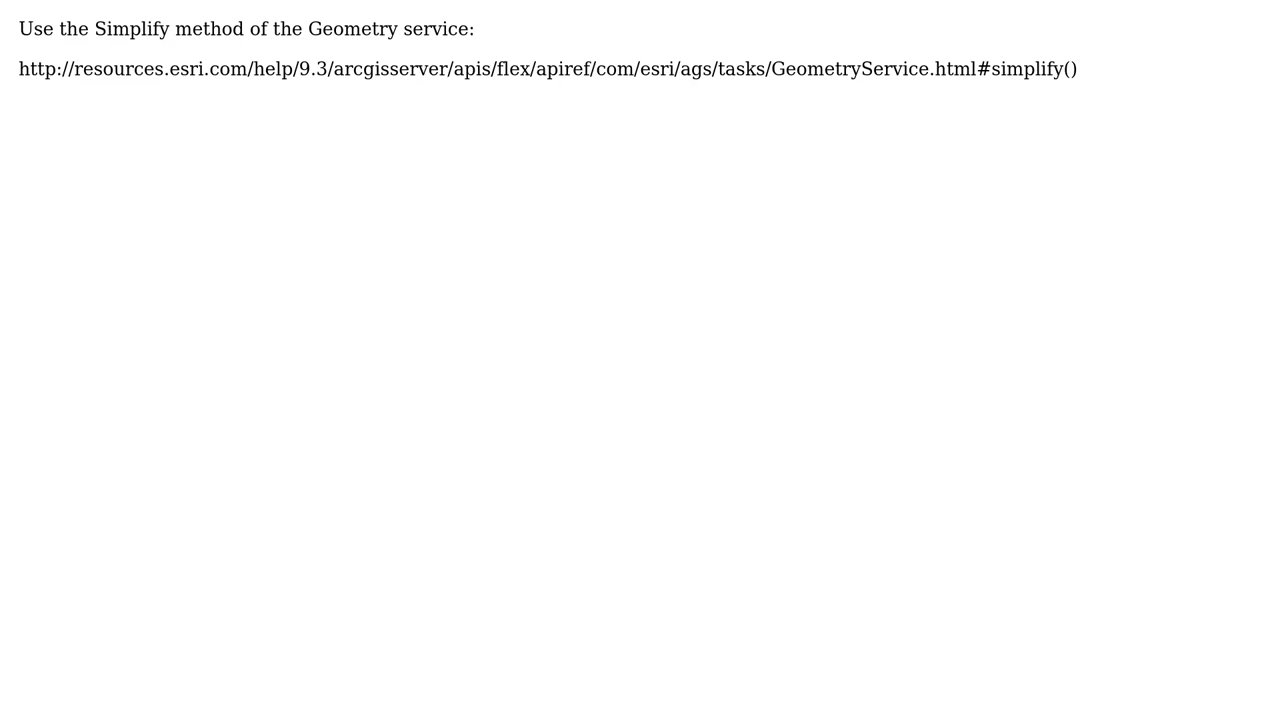 Use the Simplify method of the Geometry service:
http://resources.esri.com/help/9.3/arcgisserver/apis/flex/apiref/com/esri/ags/tasks/GeometryService.html#simplify()